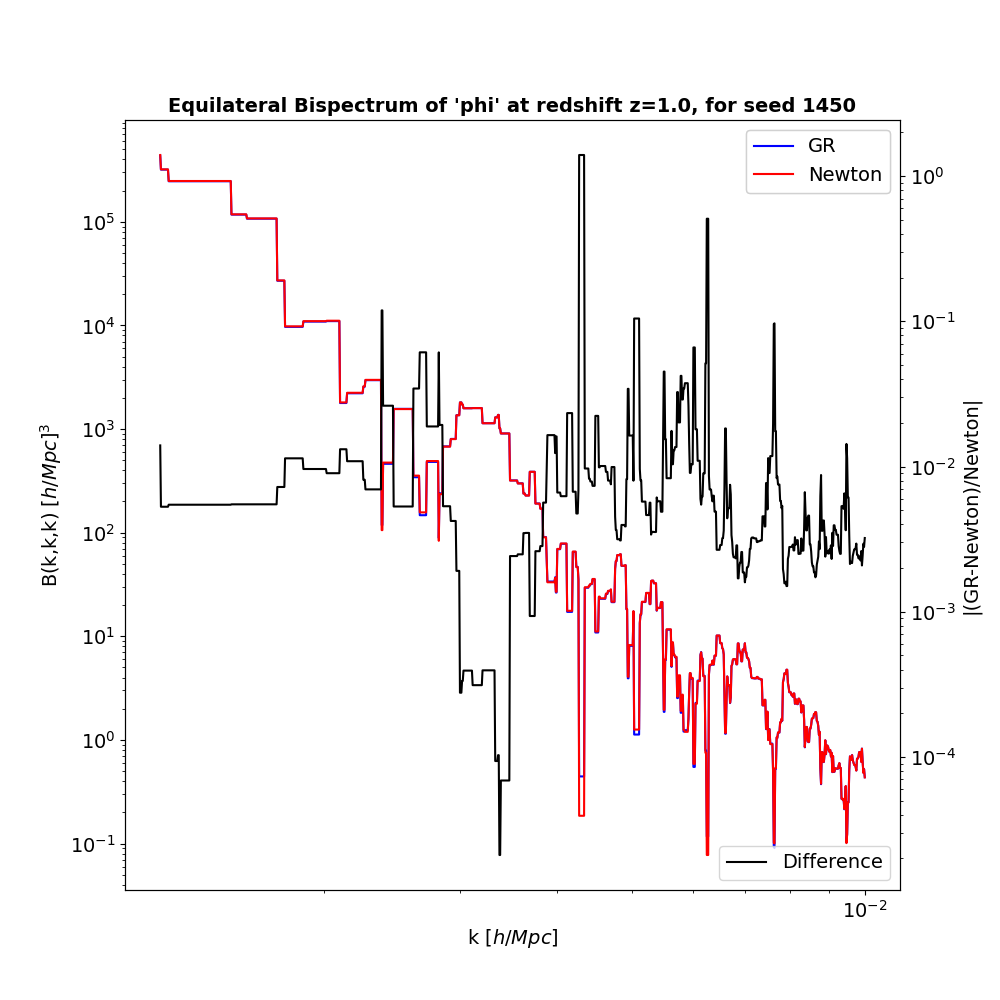 Equilateral Bispectrum of 'phi' at redshift z=1.0, for seed 1450
GR
Newton
10^5
10^4
10^3
10^2
10^1
10^0
10^-1
B(k,k,k) [h/Mpc]^3
10^0
10^-1
10^-2
10^-3
10^-4
|(GR-Newton)/Newton|
Difference
10^-2
k [h/Mpc]